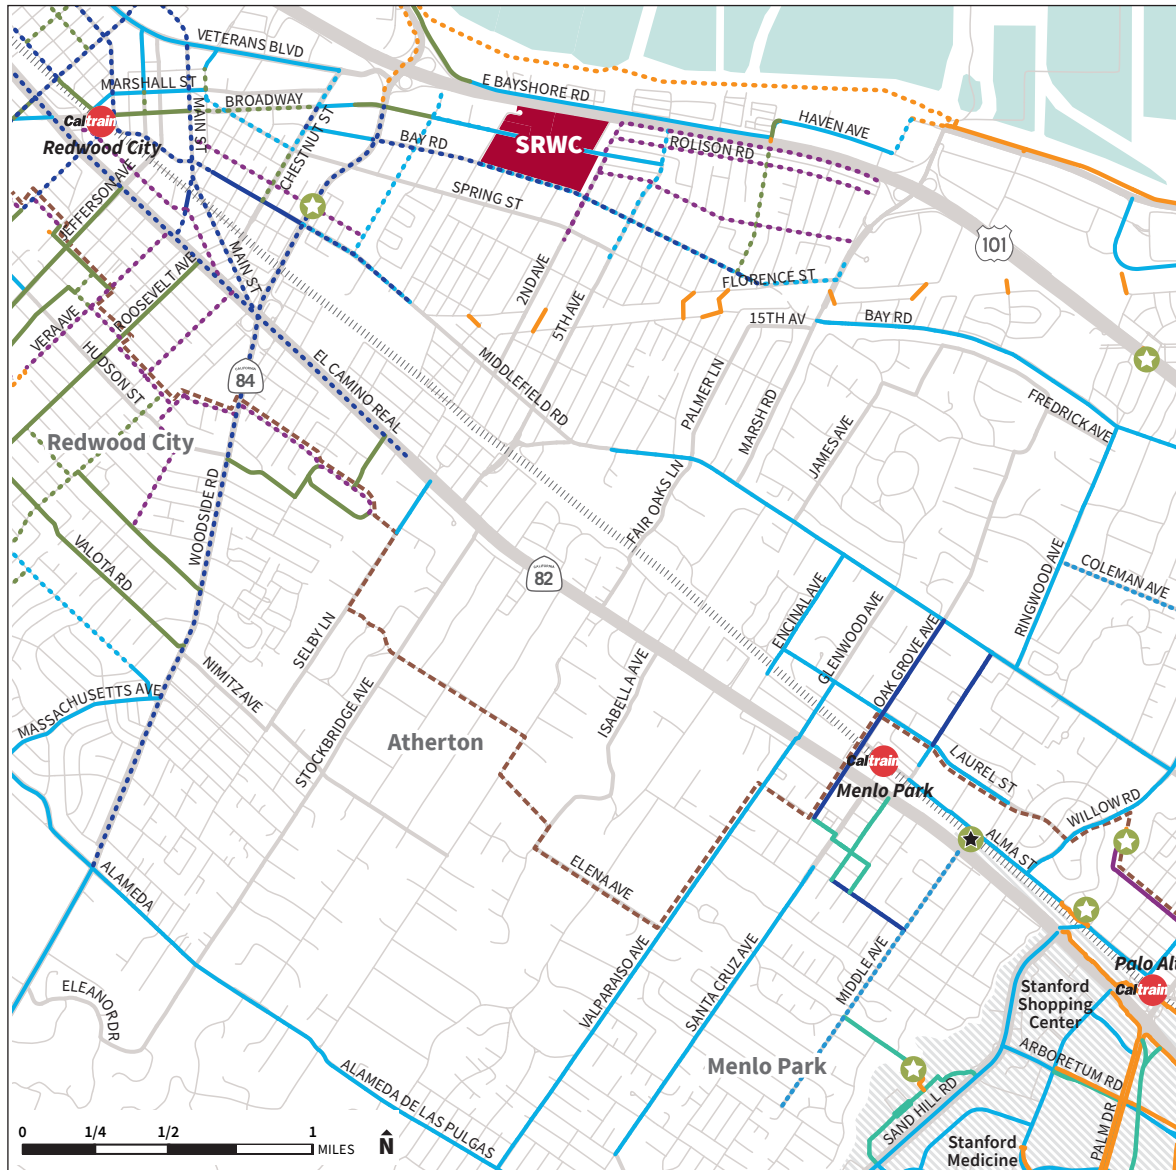 VETERANS BLVD
MARSHALL ST
BROADWAY
E BAYSHORE RD
HAVEN AVE
Caltrain
Redwood City
MAIN ST
CHESTNUT ST
BAY RD
SRWC
ROLISON RD
SPRING ST
JEFFERSON AVE
101
MAIN ST
2ND AVE
5TH AVE
FLORENCE ST
ROOSEVELT AVE
VERA AVE
HUDSON ST
15TH AV
BAY RD
EL CAMINO REAL
MIDDLEFIELD RD
PALMER LN
MARSH RD
JAMES AVE
FREDRICK AVE
CALIFORNIA
84
Redwood City
WOODSIDE RD
FAIR OAKS LN
VALOTA RD
CALIFORNIA
82
RINGWOOD AVE
COLEMAN AVE
ENCINAL AVE
GLENWOOD AVE
OAK GROVE AVE
SELBY LN
NIMITZ AVE
MASSACHUSETTS AVE
STOCKBRIDGE AVE
ISABELLA AVE
Atherton
LAUREL ST
Caltrain
Menlo Park
WILLOW RD
ALMA ST
ALAMEDA
ELENA AVE
VALPARAISO AVE
SANTA CRUZ AVE
MIDDLE AVE
Palo Alt
Caltrain
ELEANOR DR
Stanford
Shopping
Center
ARBORETUM RD
Menlo Park
ALAMEDA DE LAS PULGAS
SAND HILL RD
PALM DR
0 1/4 1/2 1
MILES
N
Stanford
Medicine